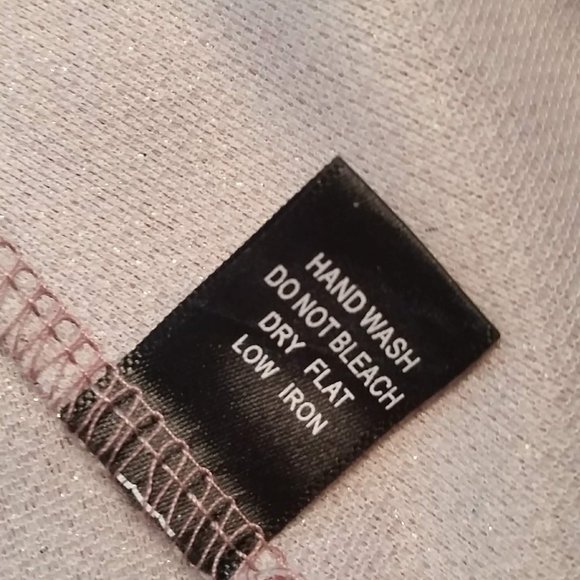 HAND WASH
DO NOT BLEACH
DRY FLAT
LOW IRON